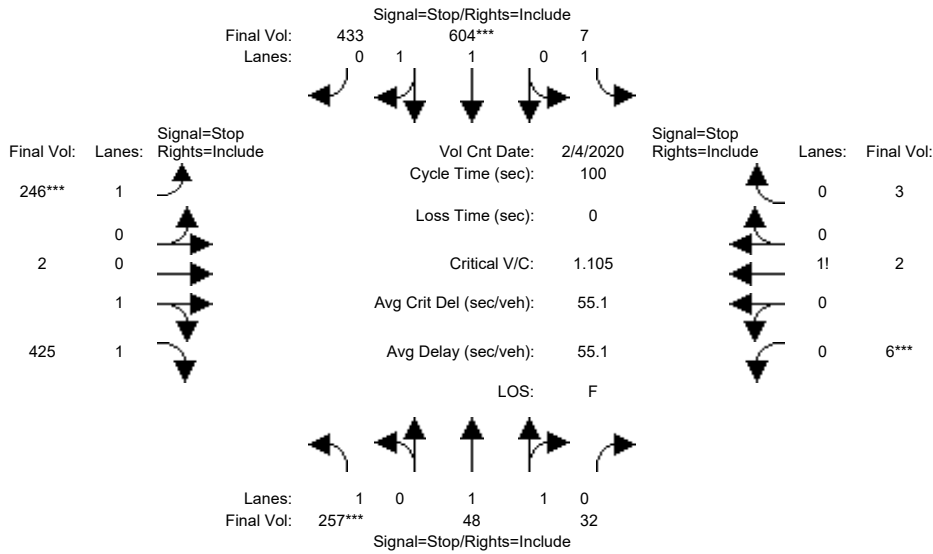 Signal=Stop/Rights=Include
Final Vol: 433 604*** 7
Lanes: 0 1 1 0 1
Signal=Stop Signal=Stop
Final Vol: Lanes: Rights=Include Vol Cnt Date: 2/4/2020 Rights=Include Lanes: Final Vol:
Cycle Time (sec): 100
246*** 1 0 3
Loss Time (sec): 0
0 0
2 0 Critical V/C: 1.105 1! 2
1 Avg Crit Del (sec/veh): 55.1 0
425 1 Avg Delay (sec/veh): 55.1 0 6***
LOS: F
Lanes: 1 0 1 1 0
Final Vol: 257*** 48 32
Signal=Stop/Rights=Include